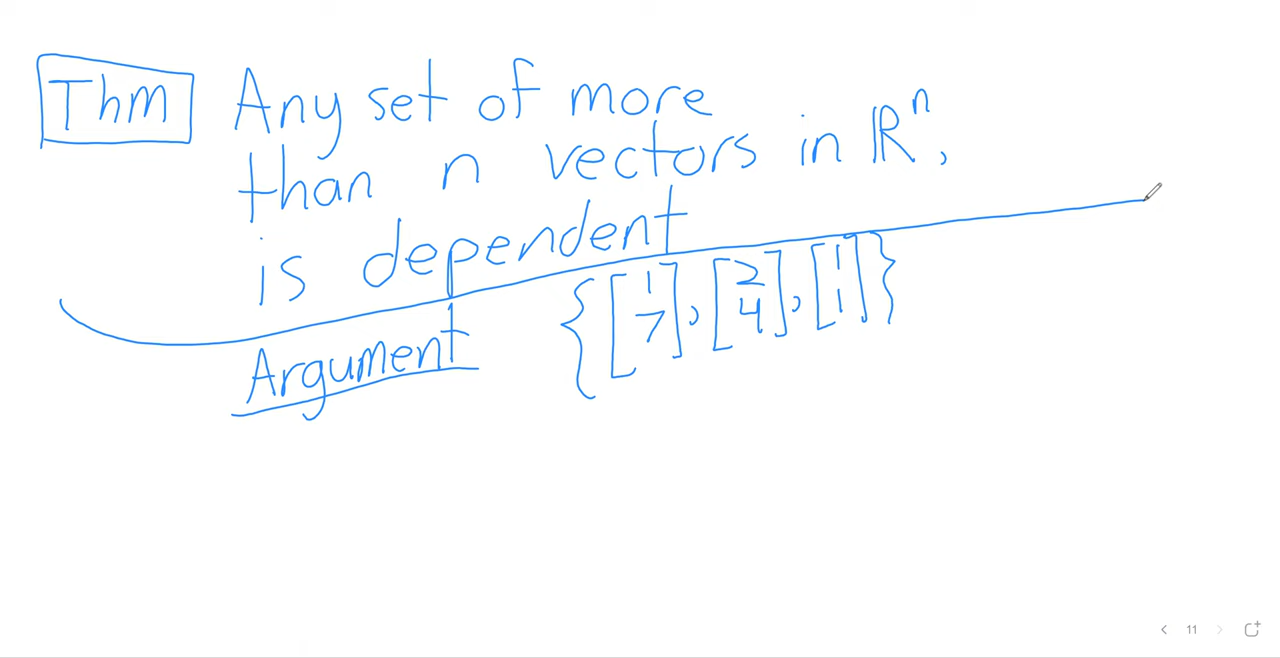 Thm Any set of more
than n vectors in ℝⁿ,
is dependent
Argument { [1 7], [2 4], [1 1] }
< 11 >